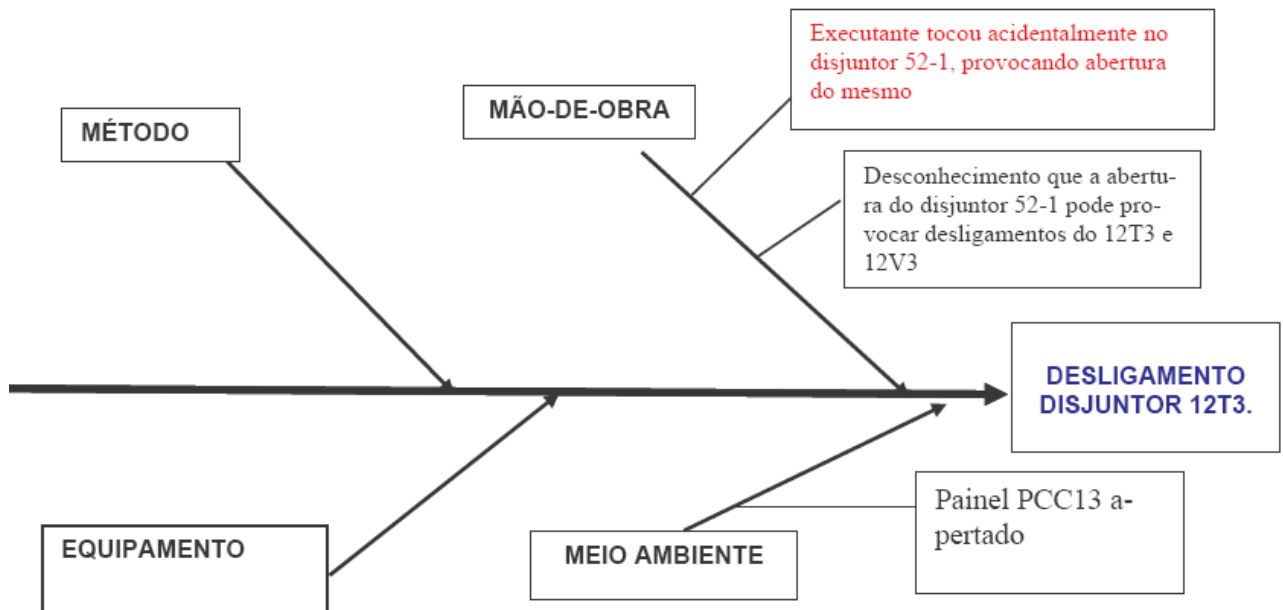 Executante tocou acidentalmente no
disjuntor 52-1, provocando abertura
do mesmo
MÃO-DE-OBRA
MÉTODO
Desconhecimento que a abertu-
ra do disjuntor 52-1 pode pro-
vocar desligamentos do 12T3 e
12V3
DESLIGAMENTO
DISJUNTOR 12T3.
Painel PCC13 a-
pertado
EQUIPAMENTO
MEIO AMBIENTE